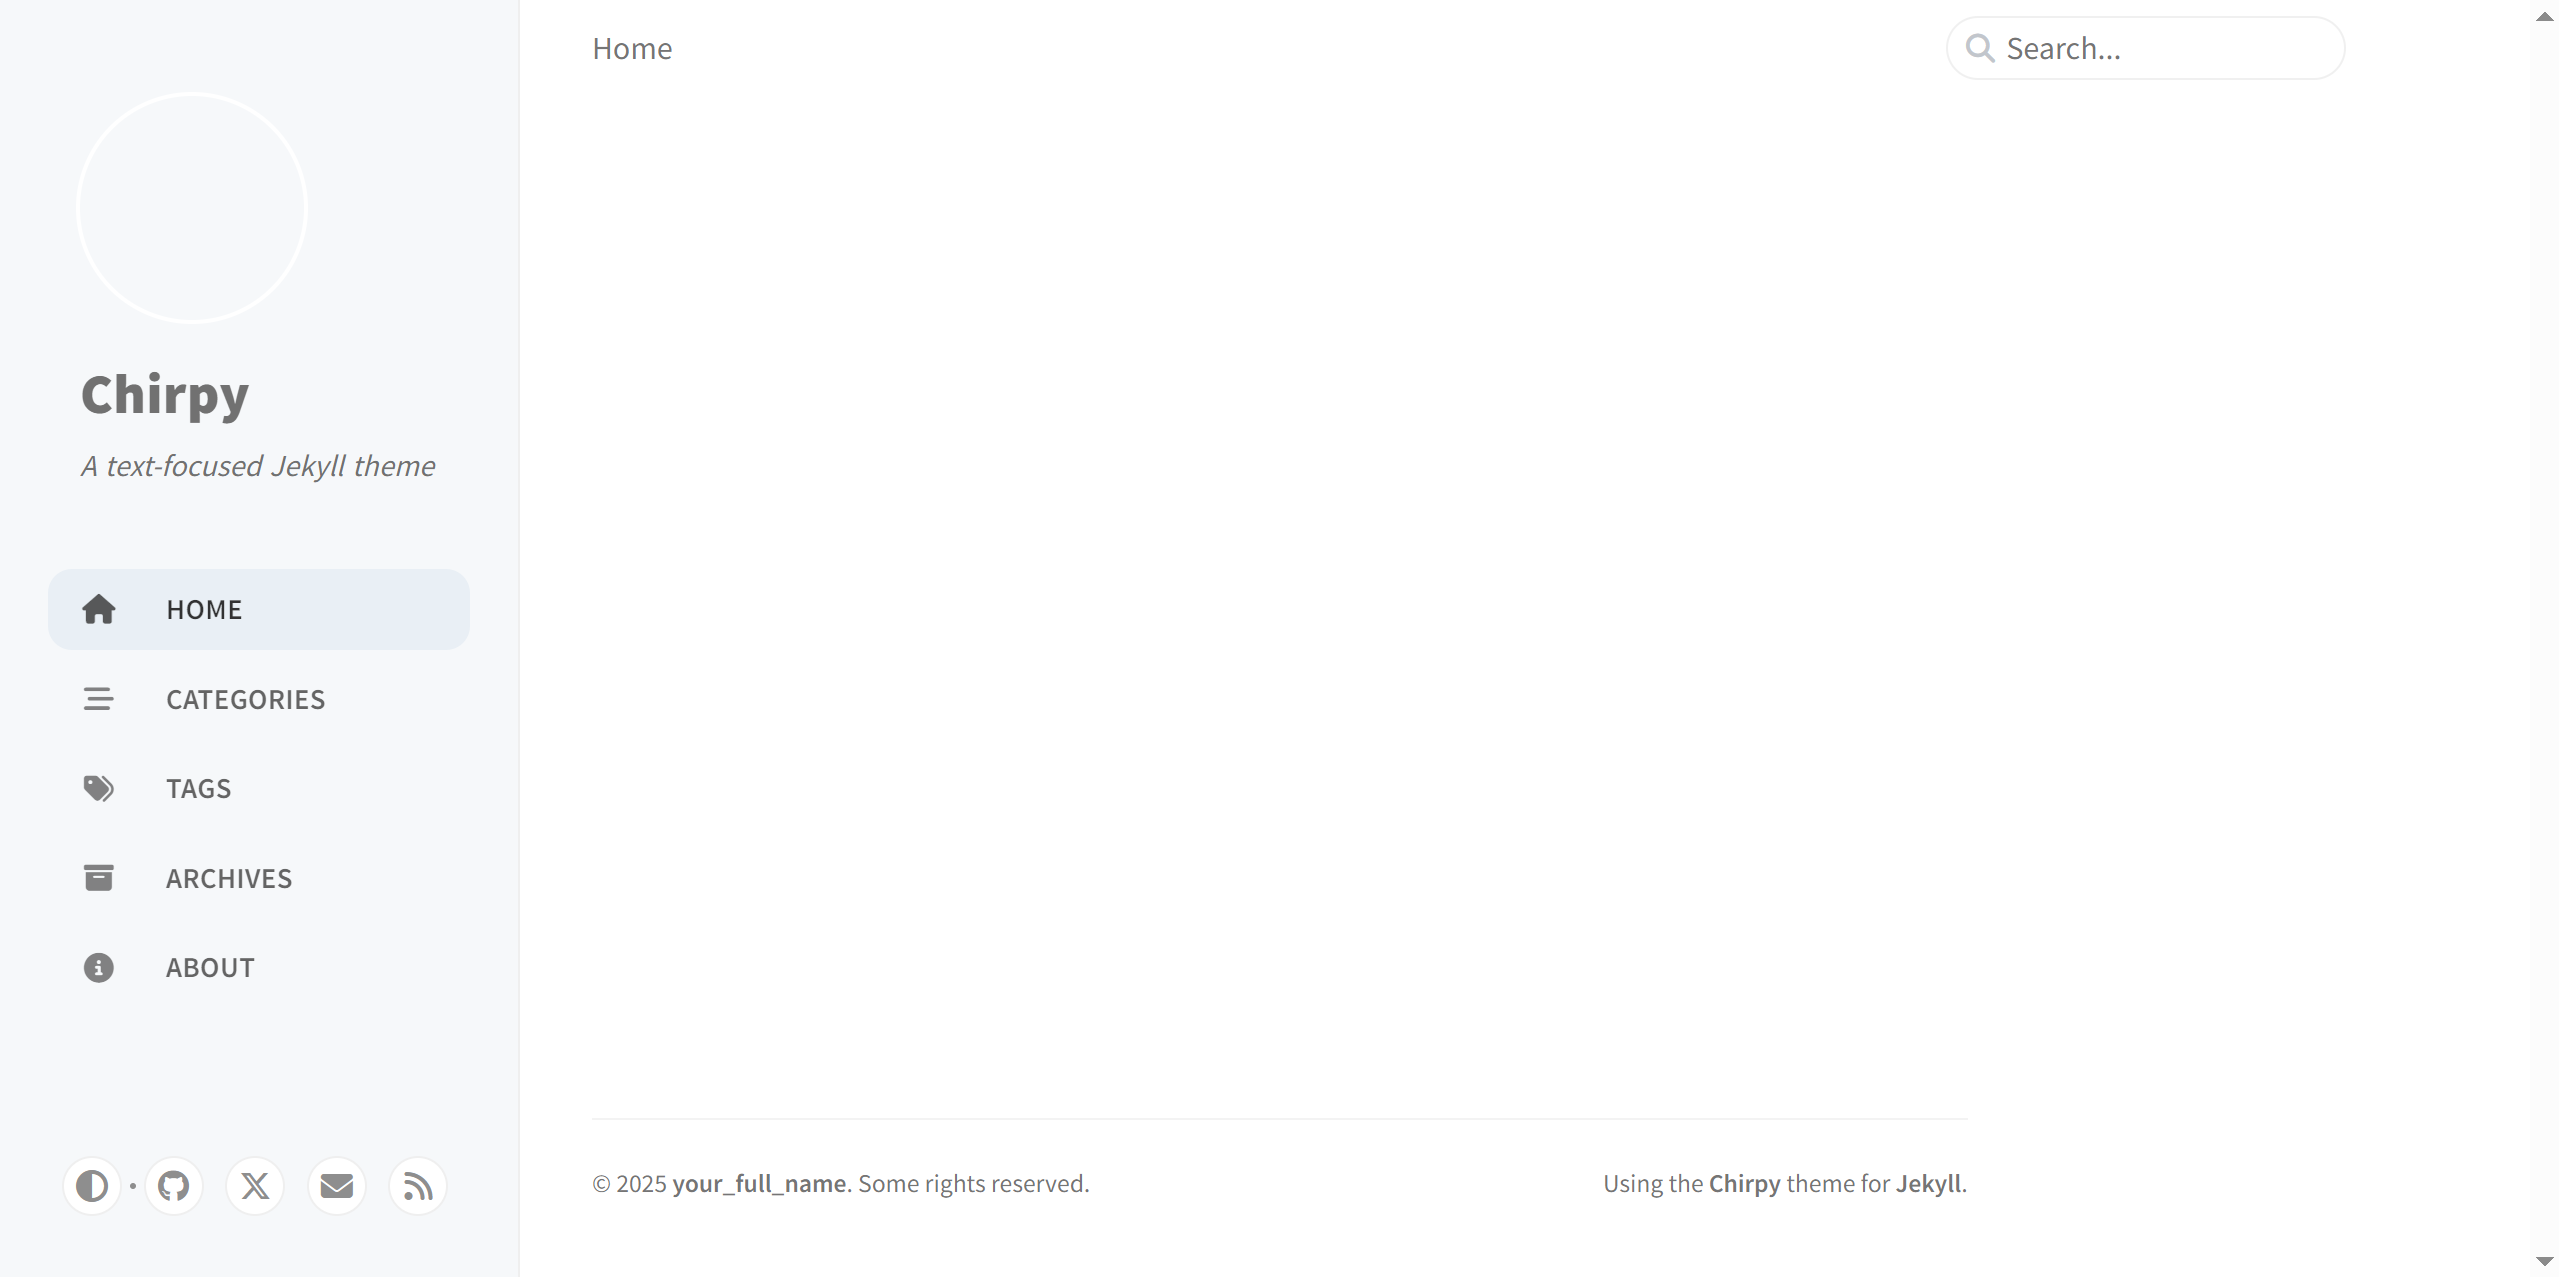 Home
Search...
Chirpy
A text-focused Jekyll theme
HOME
CATEGORIES
TAGS
ARCHIVES
ABOUT
© 2025 your_full_name. Some rights reserved.
Using the Chirpy theme for Jekyll.